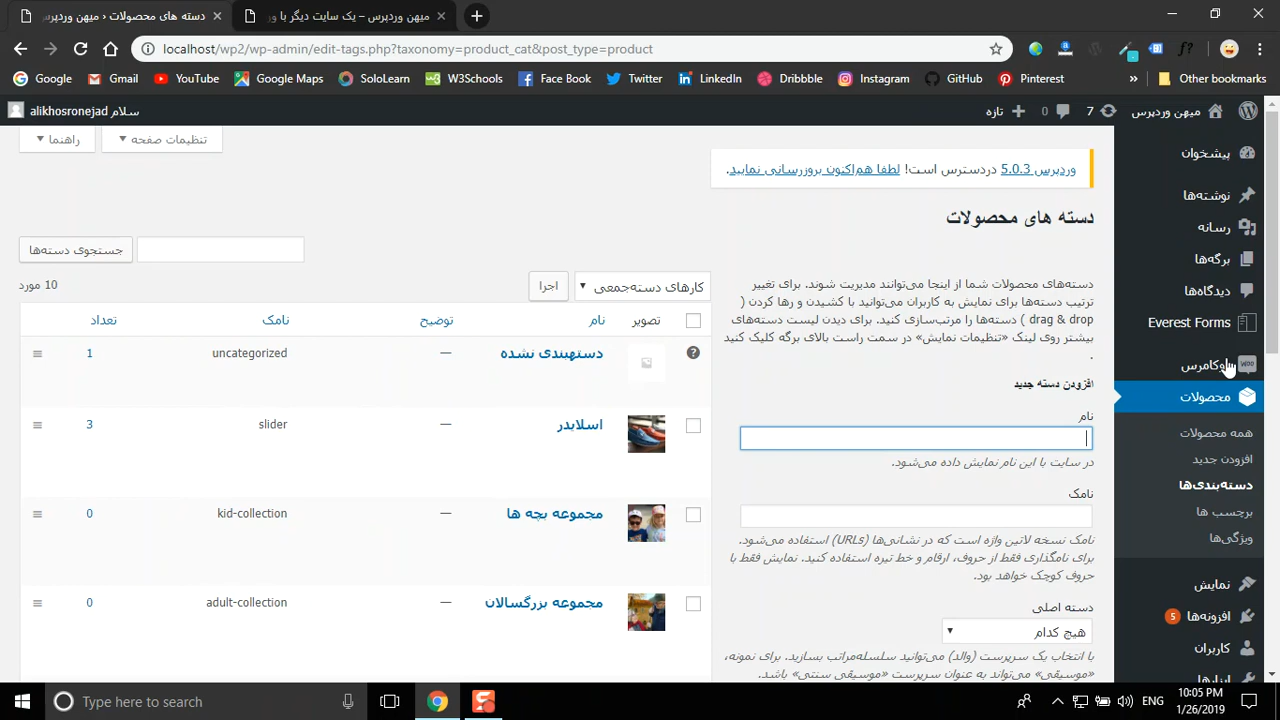 دسته های محصولات ‹ میهن وردپرس
میهن وردپرس – یک سایت دیگر با ور
localhost/wp2/wp-admin/edit-tags.php?taxonomy=product_cat&post_type=product
Google
Gmail
YouTube
Google Maps
SoloLearn
W3Schools
Face Book
Twitter
LinkedIn
Dribbble
Instagram
GitHub
Pinterest
»
Other bookmarks
میهن وردپرس
7
0
تازه
سلام alikhosronejad
راهنما
تنظیمات صفحه
وردپرس 5.0.3 دردسترس است! لطفا هم‌اکنون بروزرسانی نمایید.
دسته های محصولات
جستجوی دسته‌ها
کارهای دسته‌جمعی
اجرا
10 مورد
دسته‌های محصولات شما از اینجا می‌توانند مدیریت شوند. برای تغییر
ترتیب دسته‌ها برای نمایش به کاربران می‌توانید با کشیدن و رها کردن (
drag & drop ) دسته‌ها را مرتب‌سازی کنید. برای دیدن لیست دسته‌های
بیشتر روی لینک «تنظیمات نمایش» در سمت راست بالای برگه کلیک کنید
.
افزودن دسته جدید
نام
در سایت با این نام نمایش داده می‌شود.
نامک
نامک نسخه لاتین واژه است که در نشانی‌ها (URLs) استفاده می‌شود.
برای نامگذاری فقط از حروف، ارقام و خط تیره استفاده کنید. نمایش فقط با
حروف کوچک خواهد بود.
دسته اصلی
هیچ کدام
با انتخاب یک سرپرست (والد) می‌توانید سلسله‌مراتب بسازید. برای نمونه،
«موسیقی» می‌تواند به عنوان سرپرست «موسیقی سنتی» باشد.
تصویر
نام
توضیح
نامک
تعداد
دستهبندی نشده
—
uncategorized
1
اسلایدر
—
slider
3
مجموعه بچه ها
—
kid-collection
0
مجموعه بزرگسالان
—
adult-collection
0
پیشخوان
نوشته‌ها
رسانه
برگه‌ها
دیدگاه‌ها
Everest Forms
ووکامرس
محصولات
همه محصولات
افزودن جدید
دسته‌بندی‌ها
برچسب ها
ویژگی‌ها
نمایش
افزونه‌ها 5
کاربران
ابزارها
Type here to search
ENG
10:05 PM
1/26/2019